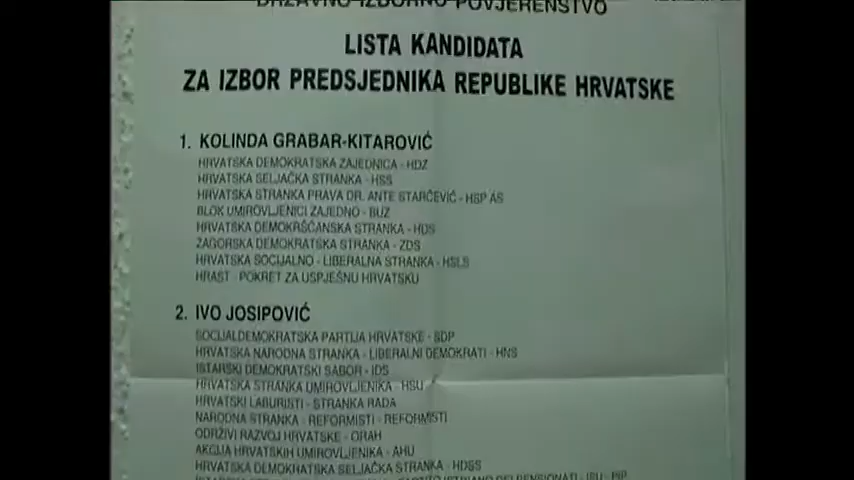 DRŽAVNO IZBORNO POVJERENSTVO
LISTA KANDIDATA
ZA IZBOR PREDSJEDNIKA REPUBLIKE HRVATSKE
1. KOLINDA GRABAR-KITAROVIĆ
HRVATSKA DEMOKRATSKA ZAJEDNICA - HDZ
HRVATSKA SELJAČKA STRANKA - HSS
HRVATSKA STRANKA PRAVA DR. ANTE STARČEVIĆ - HSP AS
BLOK UMIROVLJENICI ZAJEDNO - BUZ
HRVATSKA DEMOKRŠĆANSKA STRANKA - HDS
ZAGORSKA DEMOKRATSKA STRANKA - ZDS
HRVATSKA SOCIJALNO - LIBERALNA STRANKA - HSLS
HRAST - POKRET ZA USPJEŠNU HRVATSKU
2. IVO JOSIPOVIĆ
SOCIJALDEMOKRATSKA PARTIJA HRVATSKE - SDP
HRVATSKA NARODNA STRANKA - LIBERALNI DEMOKRATI - HNS
ISTARSKI DEMOKRATSKI SABOR - IDS
HRVATSKA STRANKA UMIROVLJENIKA - HSU
HRVATSKI LABURISTI - STRANKA RADA
NARODNA STRANKA - REFORMISTI - REFORMISTI
ODRŽIVI RAZVOJ HRVATSKE - ORAH
AKCIJA HRVATSKIH UMIROVLJENIKA - AHU
HRVATSKA DEMOKRATSKA SELJAČKA STRANKA - HDSS